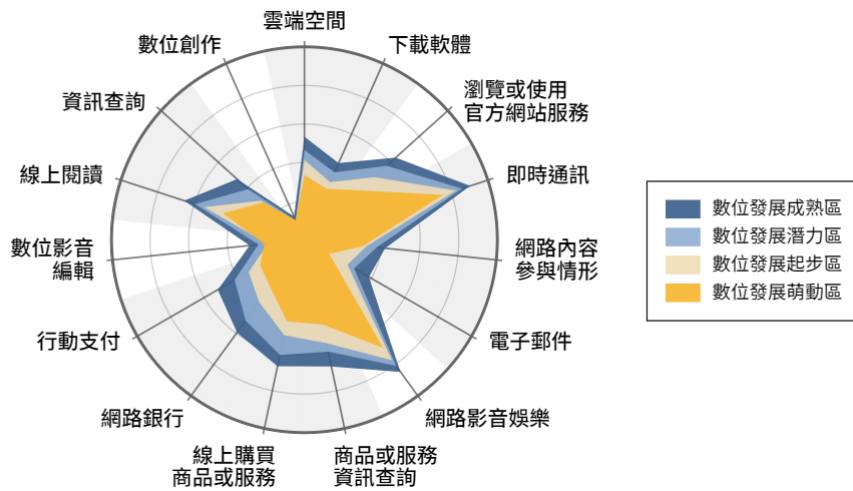 雲端空間
下載軟體
瀏覽或使用
官方網站服務
即時通訊
網路內容
參與情形
電子郵件
網路影音娛樂
商品或服務
資訊查詢
線上購買
商品或服務
網路銀行
行動支付
數位影音
編輯
線上閱讀
資訊查詢
數位創作
數位發展成熟區
數位發展潛力區
數位發展起步區
數位發展萌動區